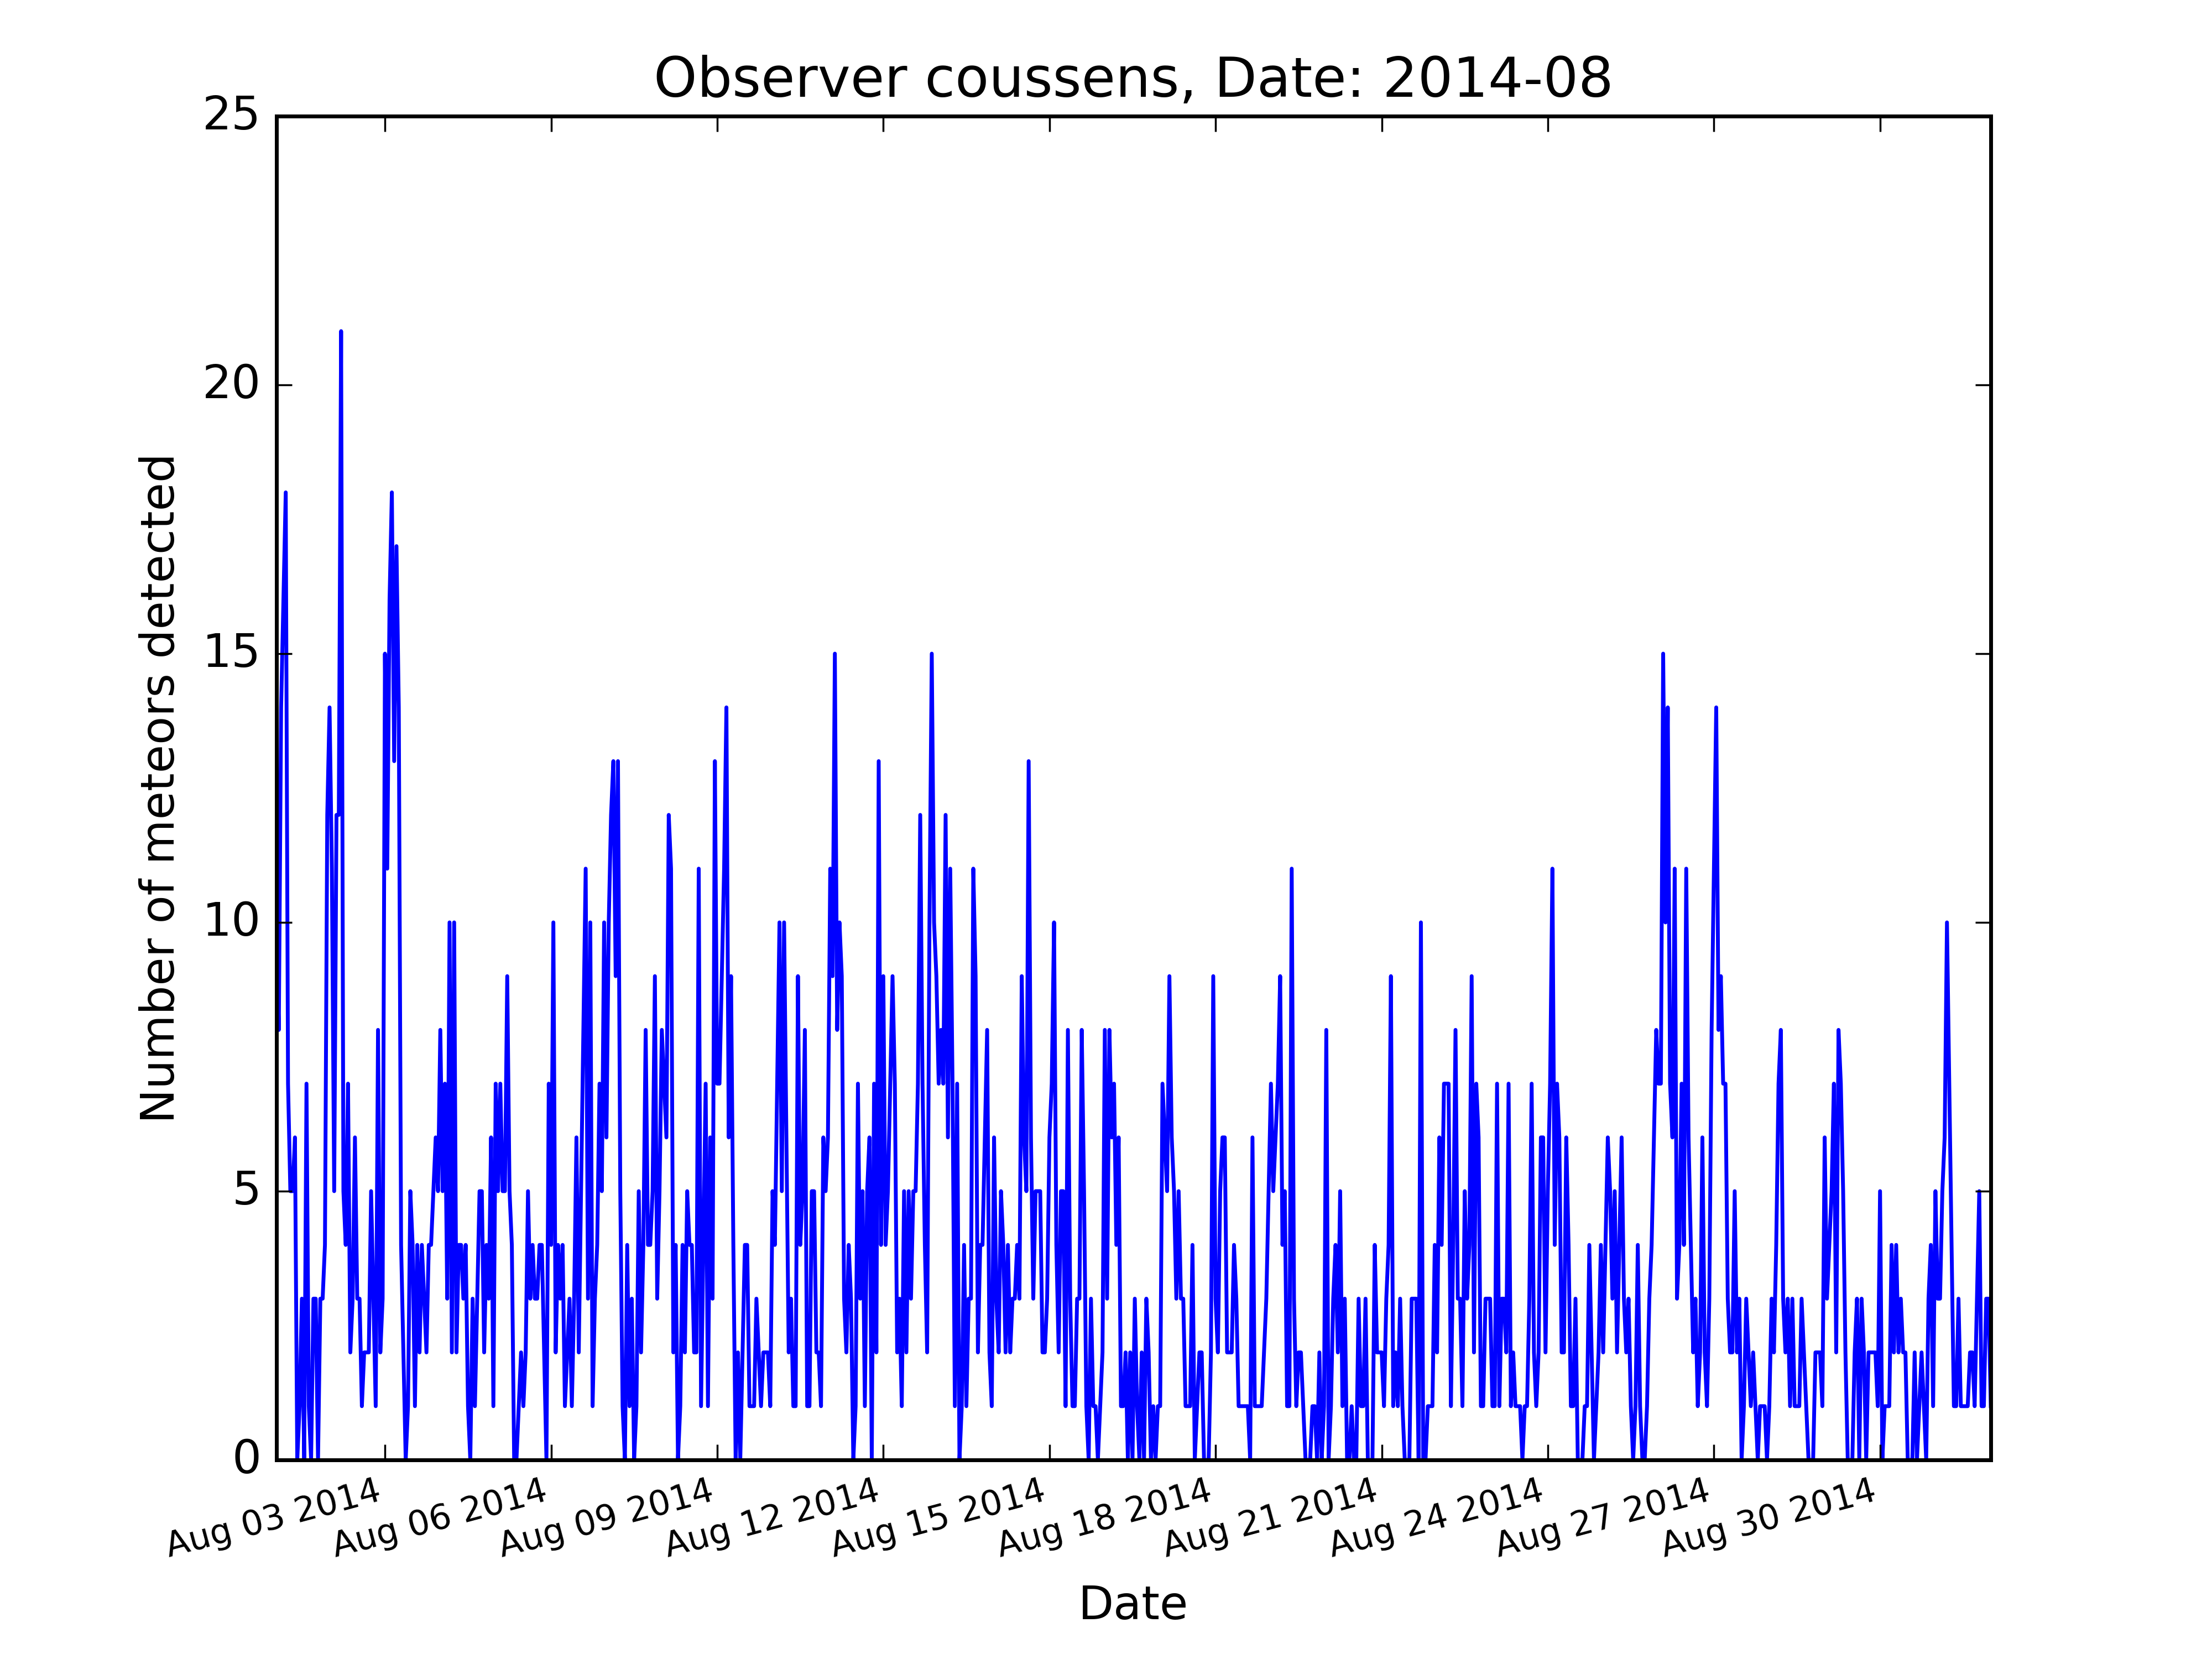 Observer coussens, Date: 2014-08
25
20
15
10
5
0
Number of meteors detected
Aug 03 2014
Aug 06 2014
Aug 09 2014
Aug 12 2014
Aug 15 2014
Aug 18 2014
Aug 21 2014
Aug 24 2014
Aug 27 2014
Aug 30 2014
Date